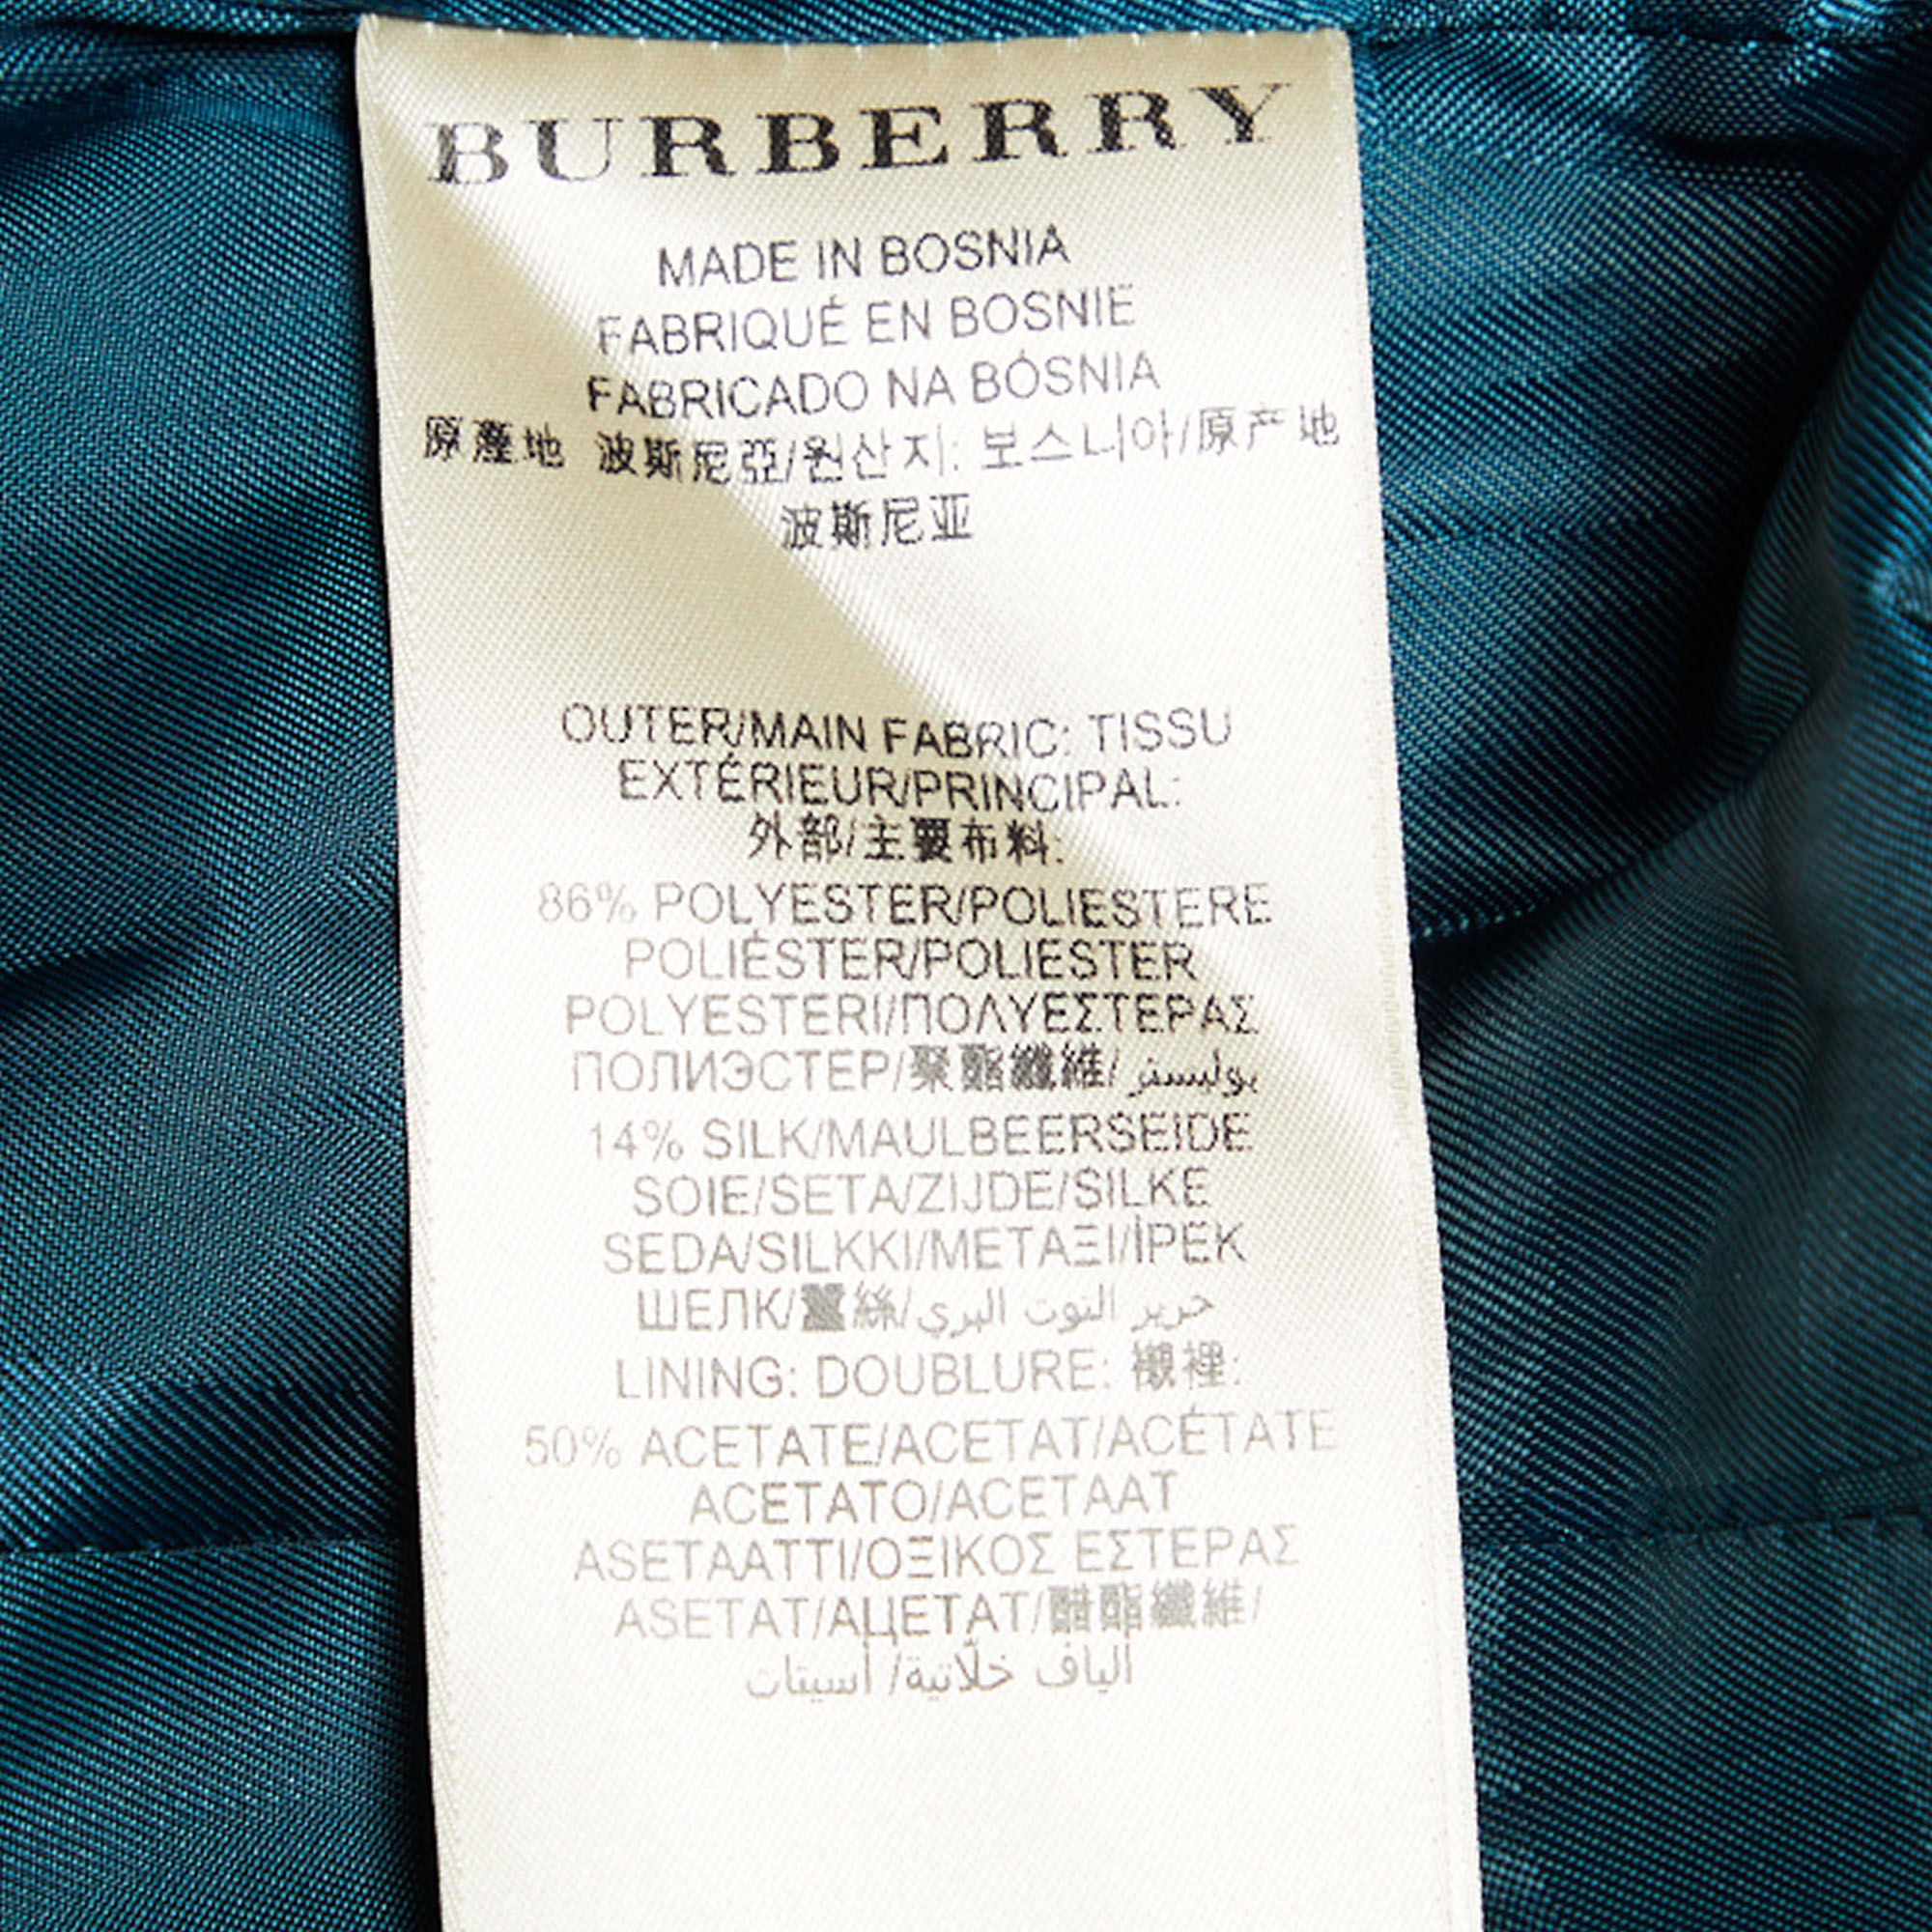 BURBERRY
MADE IN BOSNIA
FABRIQUÉ EN BOSNIE
FABRICADO NA BÓSNIA
原產地 波斯尼亞/원산지: 보스니아/原产地
波斯尼亚
OUTER/MAIN FABRIC: TISSU
EXTÉRIEUR/PRINCIPAL:
外部/主要布料:
86% POLYESTER/POLIESTERE
POLIÉSTER/POLIESTER
POLYESTERI/ΠΟΛΥΕΣΤΕΡΑΣ
ПОЛИЭСТЕР/聚酯纖維/بوليستر
14% SILK/MAULBEERSEIDE
SOIE/SETA/ZIJDE/SILKE
SEDA/SILKKI/ΜΕΤΑΞΙ/İPEK
ШЕЛК/蠶絲/حرير التوت البري
LINING: DOUBLURE: 襯裡:
50% ACETATE/ACETAT/ACÉTATE
ACETATO/ACETAAT
ASETAATTI/ΟΞΙΚΟΣ ΕΣΤΕΡΑΣ
ASETAT/АЦЕТАТ/醋酯纖維/
ألياف خلّاتية/ أسيتات